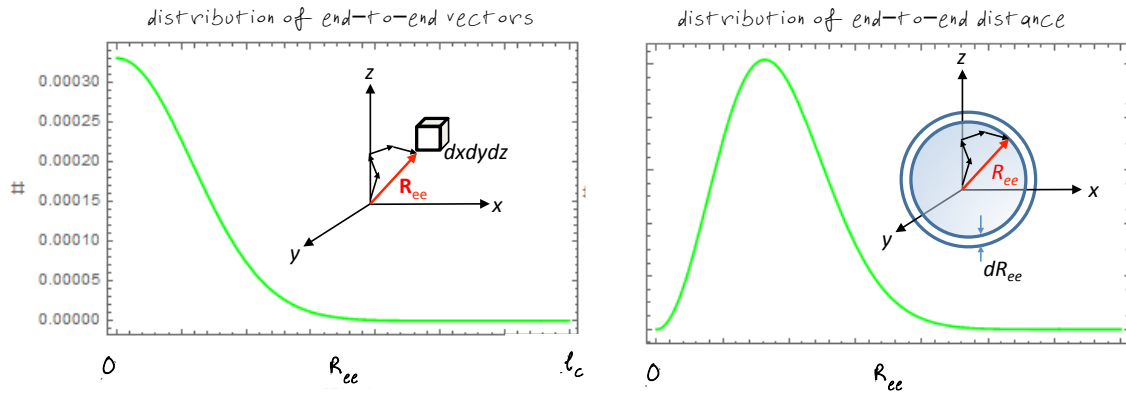 distribution of end-to-end vectors
0.00030
0.00025
0.00020
0.00015
0.00010
0.00005
0.00000
#
z
dxdydz
R_ee
x
y
0
R_ee
l_c
distribution of end-to-end distance
z
R_ee
x
y
dR_ee
0
R_ee